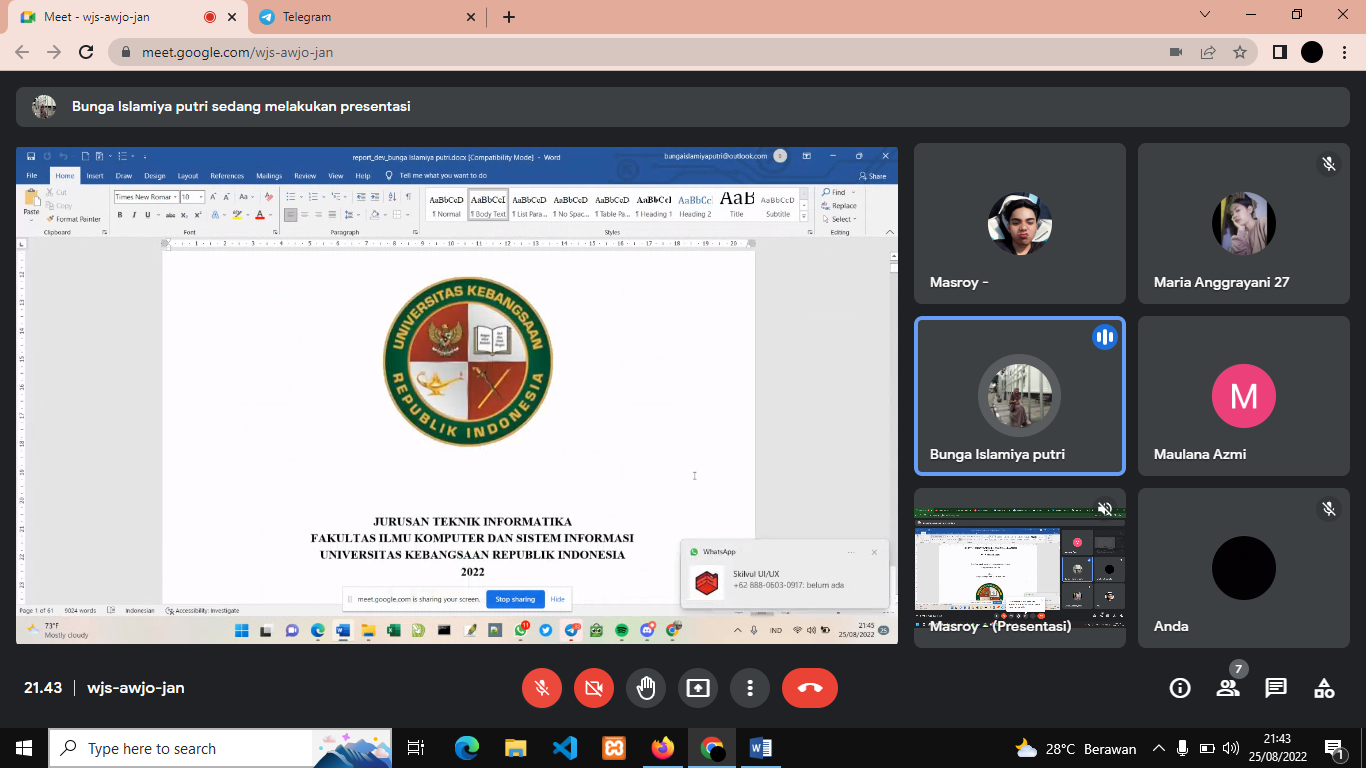 Meet - wjs-awjo-jan
Telegram
meet.google.com/wjs-awjo-jan
Bunga Islamiya putri sedang melakukan presentasi
report_dev_bunga Islamiya putri.docx [Compatibility Mode] - Word
bungaislamiyaputri@outlook.com
File Home Insert Draw Design Layout References Mailings Review View Help Tell me what you want to do Share
Paste
Cut
Copy
Format Painter
Times New Romar 10
AaBbCcD AaBbCcI AaBbCcD AaBbCcD AaBbCcD AaBbCcI AaBbCc AaB AaBbCcD
¶ Normal ¶ Body Text ¶ List Para... ¶ No Spac... ¶ Table Pa... ¶ Heading 1 Heading 2 Title Subtitle
Find
Replace
Select
Clipboard Font Paragraph Styles Editing
UNIVERSITAS KEBANGSAAN
REPUBLIK INDONESIA
JURUSAN TEKNIK INFORMATIKA
FAKULTAS ILMU KOMPUTER DAN SISTEM INFORMASI
UNIVERSITAS KEBANGSAAN REPUBLIK INDONESIA
2022
WhatsApp
Skilvul UI/UX
+62 888-0603-0917: belum ada
meet.google.com is sharing your screen. Stop sharing Hide
Page 1 of 61 9024 words Indonesian Accessibility: Investigate
73°F
Mostly cloudy
IND
21:45
25/08/2022
Masroy -
Maria Anggrayani 27
Bunga Islamiya putri
M
Maulana Azmi
Masroy - (Presentasi)
Anda
21.43 wjs-awjo-jan
7
Type here to search
28°C Berawan
21:43
25/08/2022
1